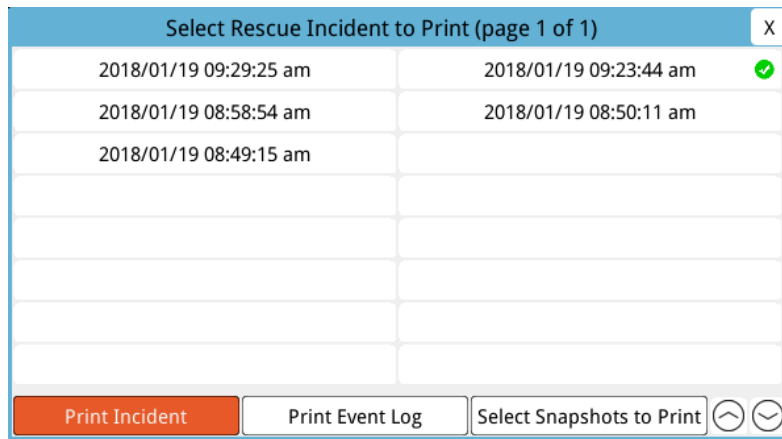 Select Rescue Incident to Print (page 1 of 1) X
2018/01/19 09:29:25 am 2018/01/19 09:23:44 am
2018/01/19 08:58:54 am 2018/01/19 08:50:11 am
2018/01/19 08:49:15 am
Print Incident Print Event Log Select Snapshots to Print